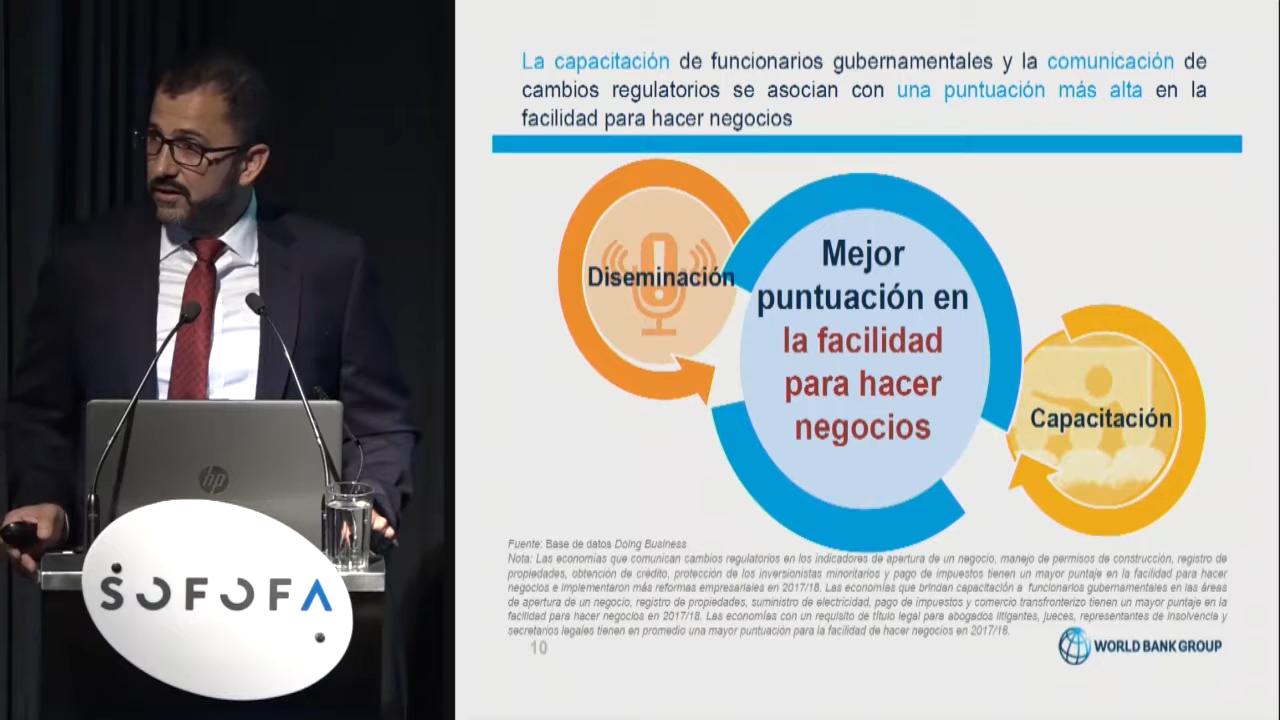 La capacitación de funcionarios gubernamentales y la comunicación de
cambios regulatorios se asocian con una puntuación más alta en la
facilidad para hacer negocios
Diseminación
Mejor
puntuación en
la facilidad
para hacer
negocios
Capacitación
Fuente: Base de datos Doing Business
Nota: Las economías que comunican cambios regulatorios en los indicadores de apertura de un negocio, manejo de permisos de construcción, registro de
propiedades, obtención de crédito, protección de los inversionistas minoritarios y pago de impuestos tienen un mayor puntaje en la facilidad para hacer
negocios e implementaron más reformas empresariales en 2017/18. Las economías que brindan capacitación a funcionarios gubernamentales en las áreas
de apertura de un negocio, registro de propiedades, suministro de electricidad, pago de impuestos y comercio transfronterizo tienen un mayor puntaje en la
facilidad para hacer negocios en 2017/18. Las economías con un requisito de título legal para abogados litigantes, jueces, representantes de insolvencia y
secretarios legales tienen en promedio una mayor puntuación para la facilidad de hacer negocios en 2017/18.
10
WORLD BANK GROUP
hp
SOFOFA